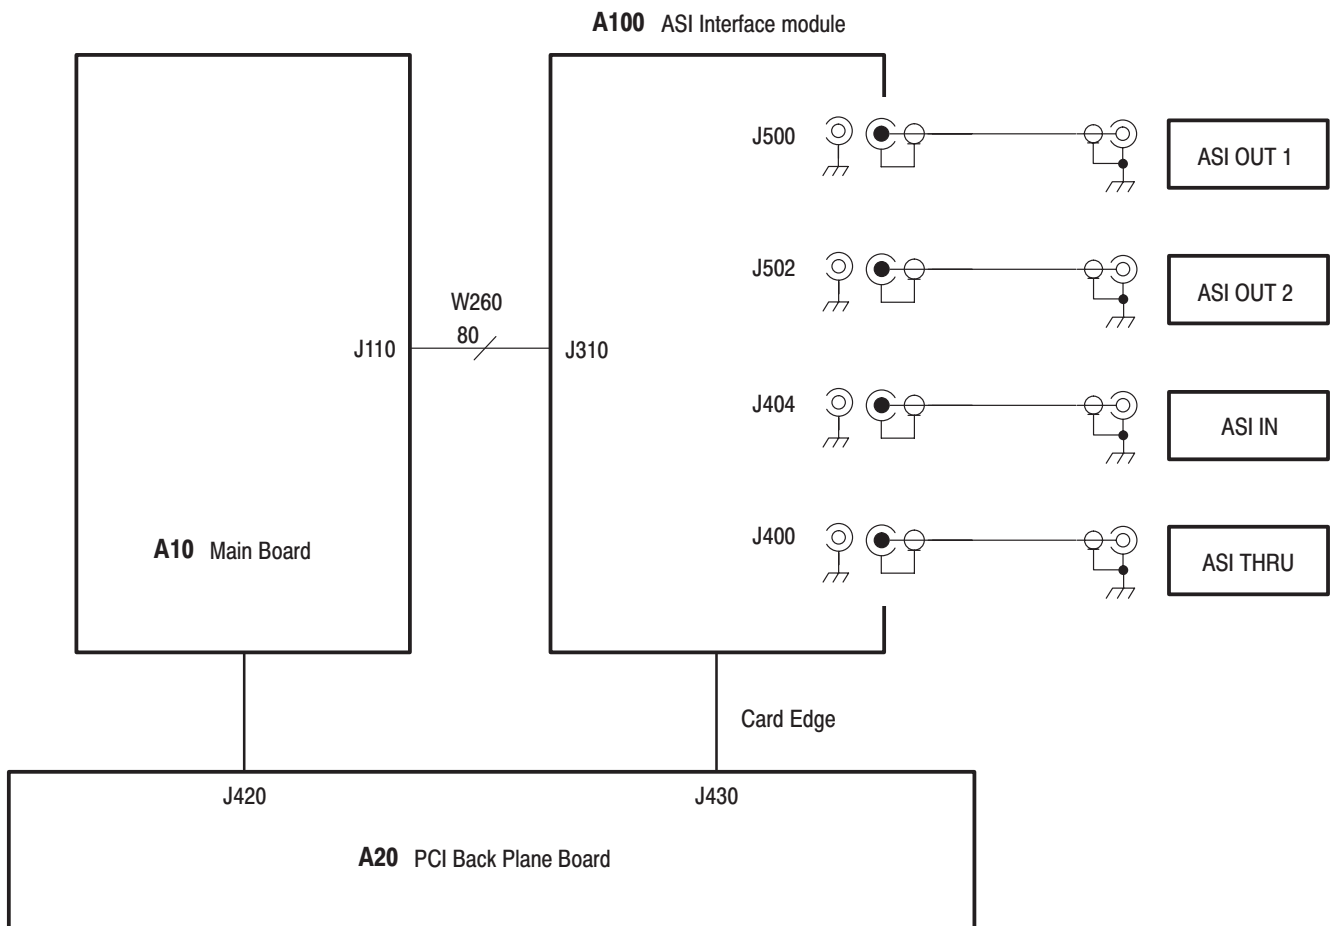 A100 ASI Interface module
J500
ASI OUT 1
J502
ASI OUT 2
W260
80
J110
J310
J404
ASI IN
J400
ASI THRU
A10 Main Board
Card Edge
J420
J430
A20 PCI Back Plane Board